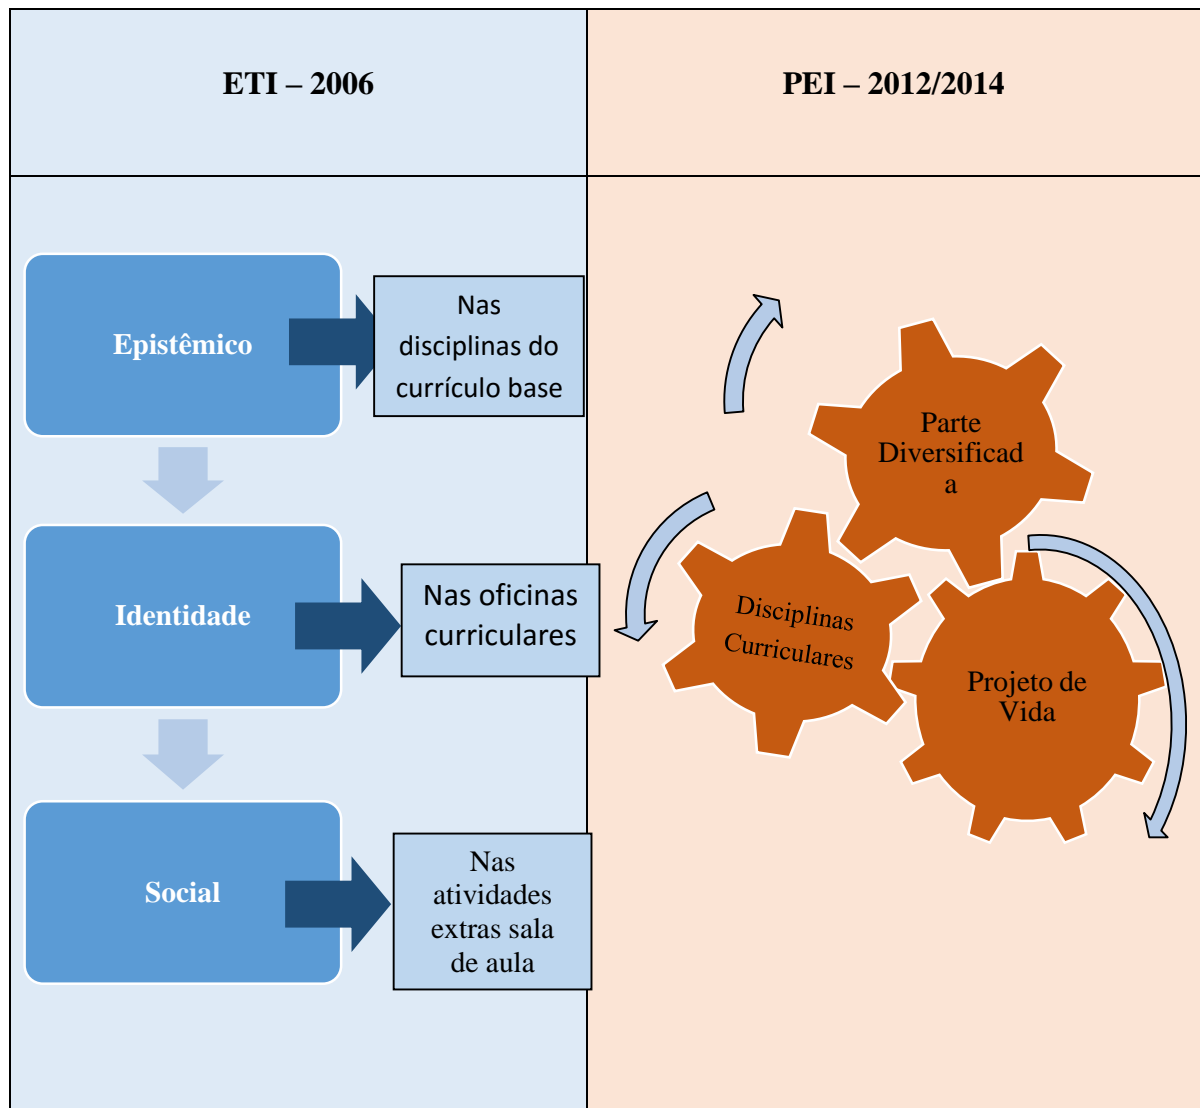 ETI – 2006
PEI – 2012/2014
Epistêmico
Nas
disciplinas do
currículo base
Identidade
Nas oficinas
curriculares
Social
Nas
atividades
extras sala
de aula
Parte
Diversificad
a
Disciplinas
Curriculares
Projeto de
Vida